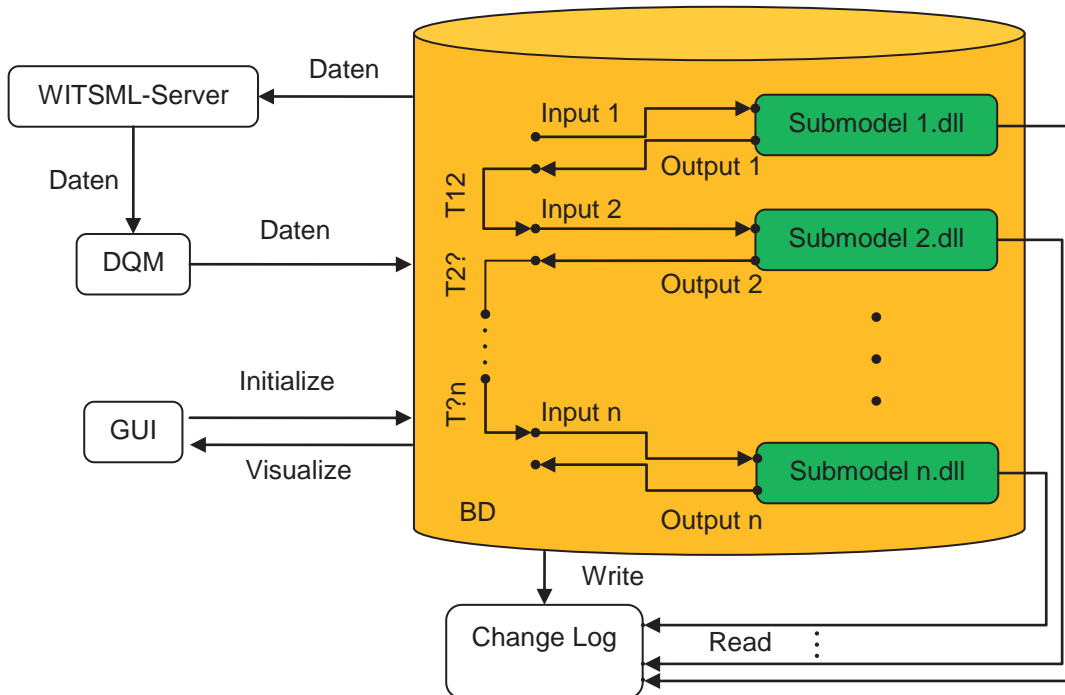 Daten
WITSML-Server
Input 1
Submodel 1.dll
Output 1
Daten
T12
Input 2
Submodel 2.dll
Daten
DQM
T2?
Output 2
Initialize
T?n
Input n
GUI
Visualize
Submodel n.dll
BD
Output n
Write
Change Log
Read